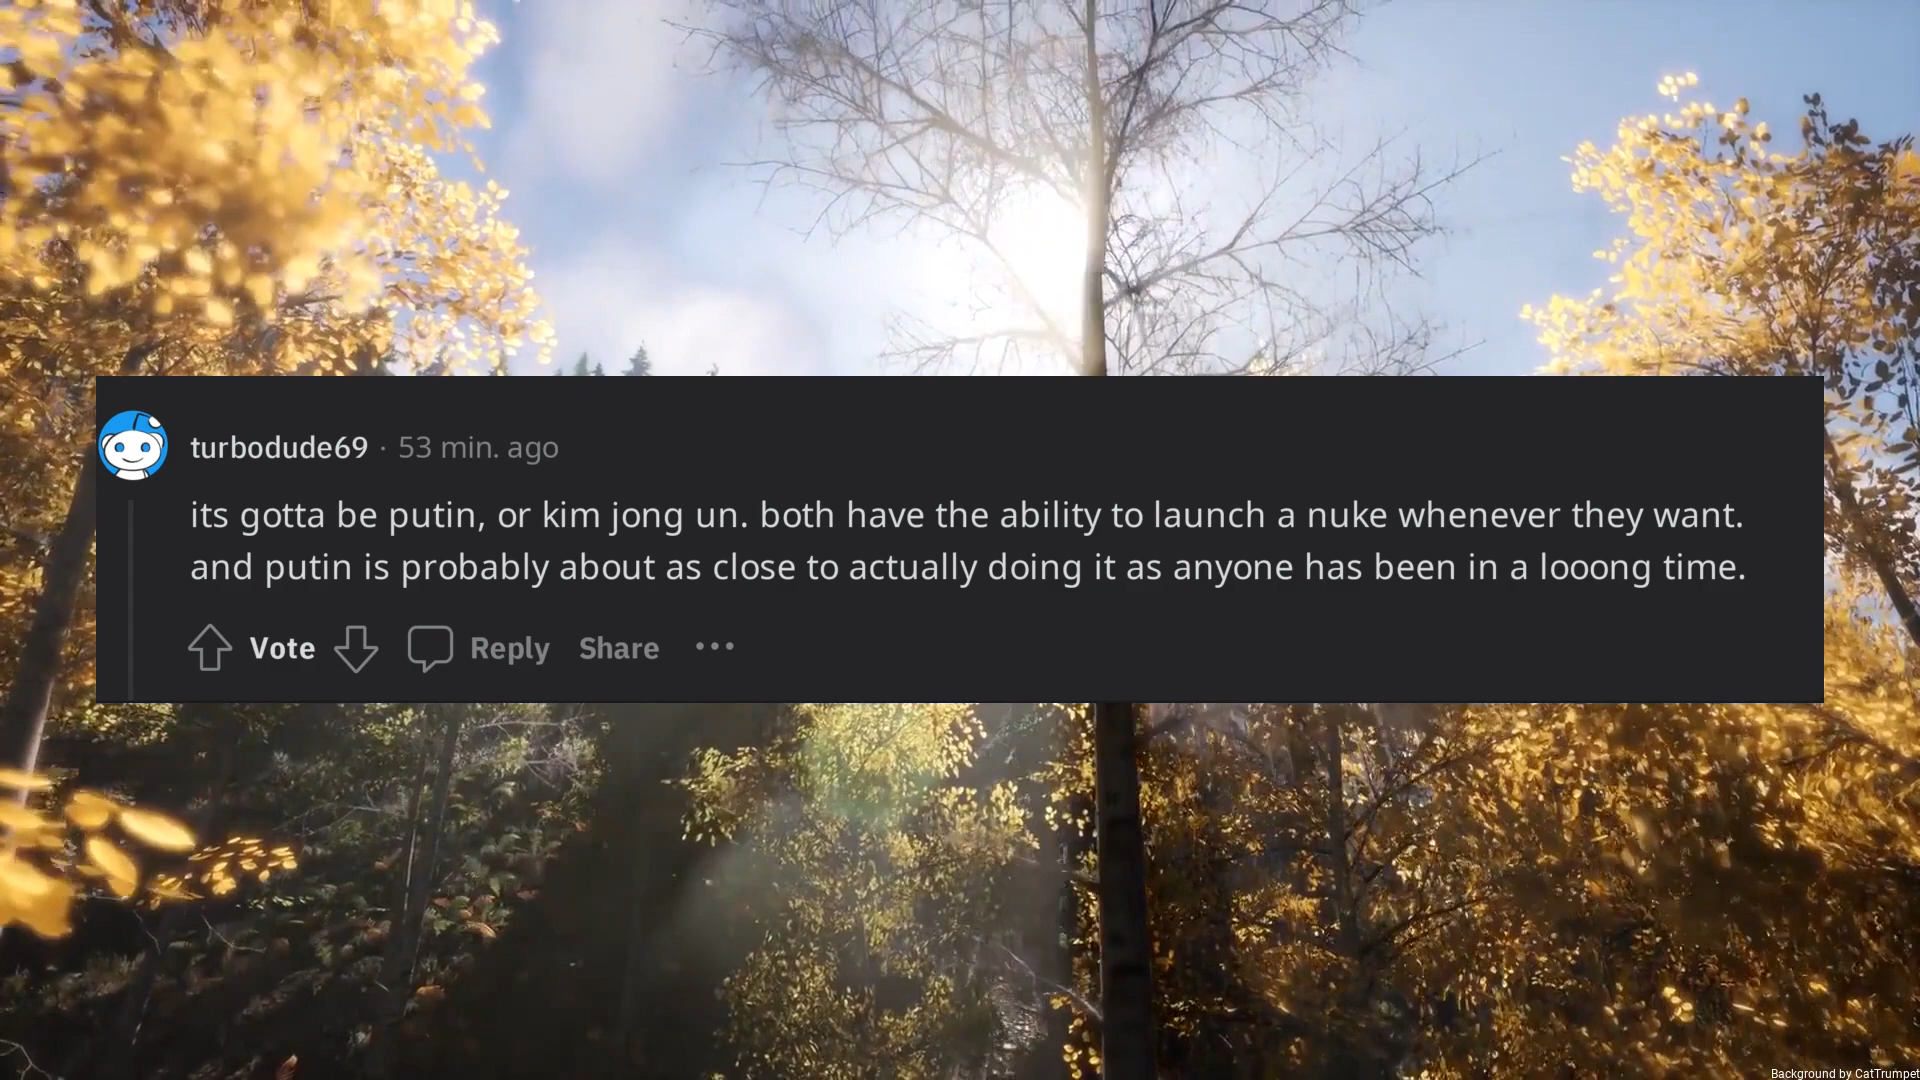 turbodude69 · 53 min. ago
its gotta be putin, or kim jong un. both have the ability to launch a nuke whenever they want.
and putin is probably about as close to actually doing it as anyone has been in a looong time.
Vote Reply Share •••
Background by CatTrumpet